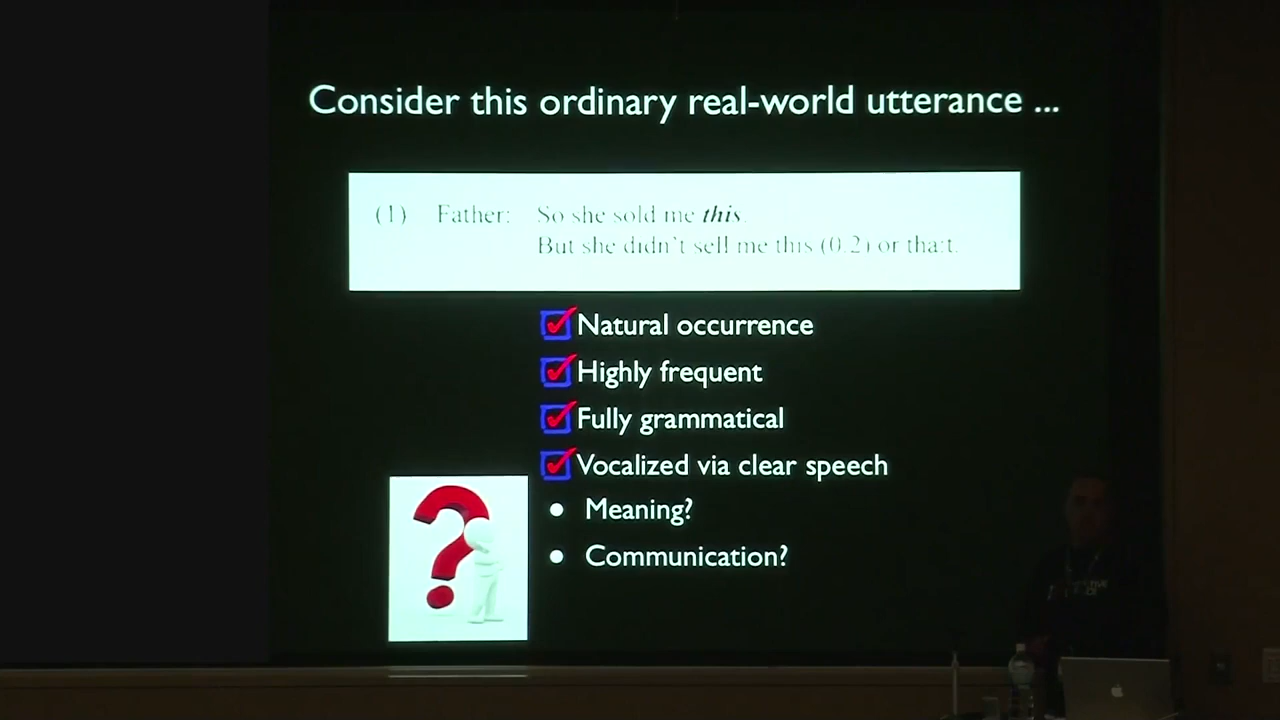 Consider this ordinary real-world utterance ...
(1) Father: So she sold me this.
But she didn't sell me this (0.2) or tha:t.
Natural occurrence
Highly frequent
Fully grammatical
Vocalized via clear speech
• Meaning?
• Communication?